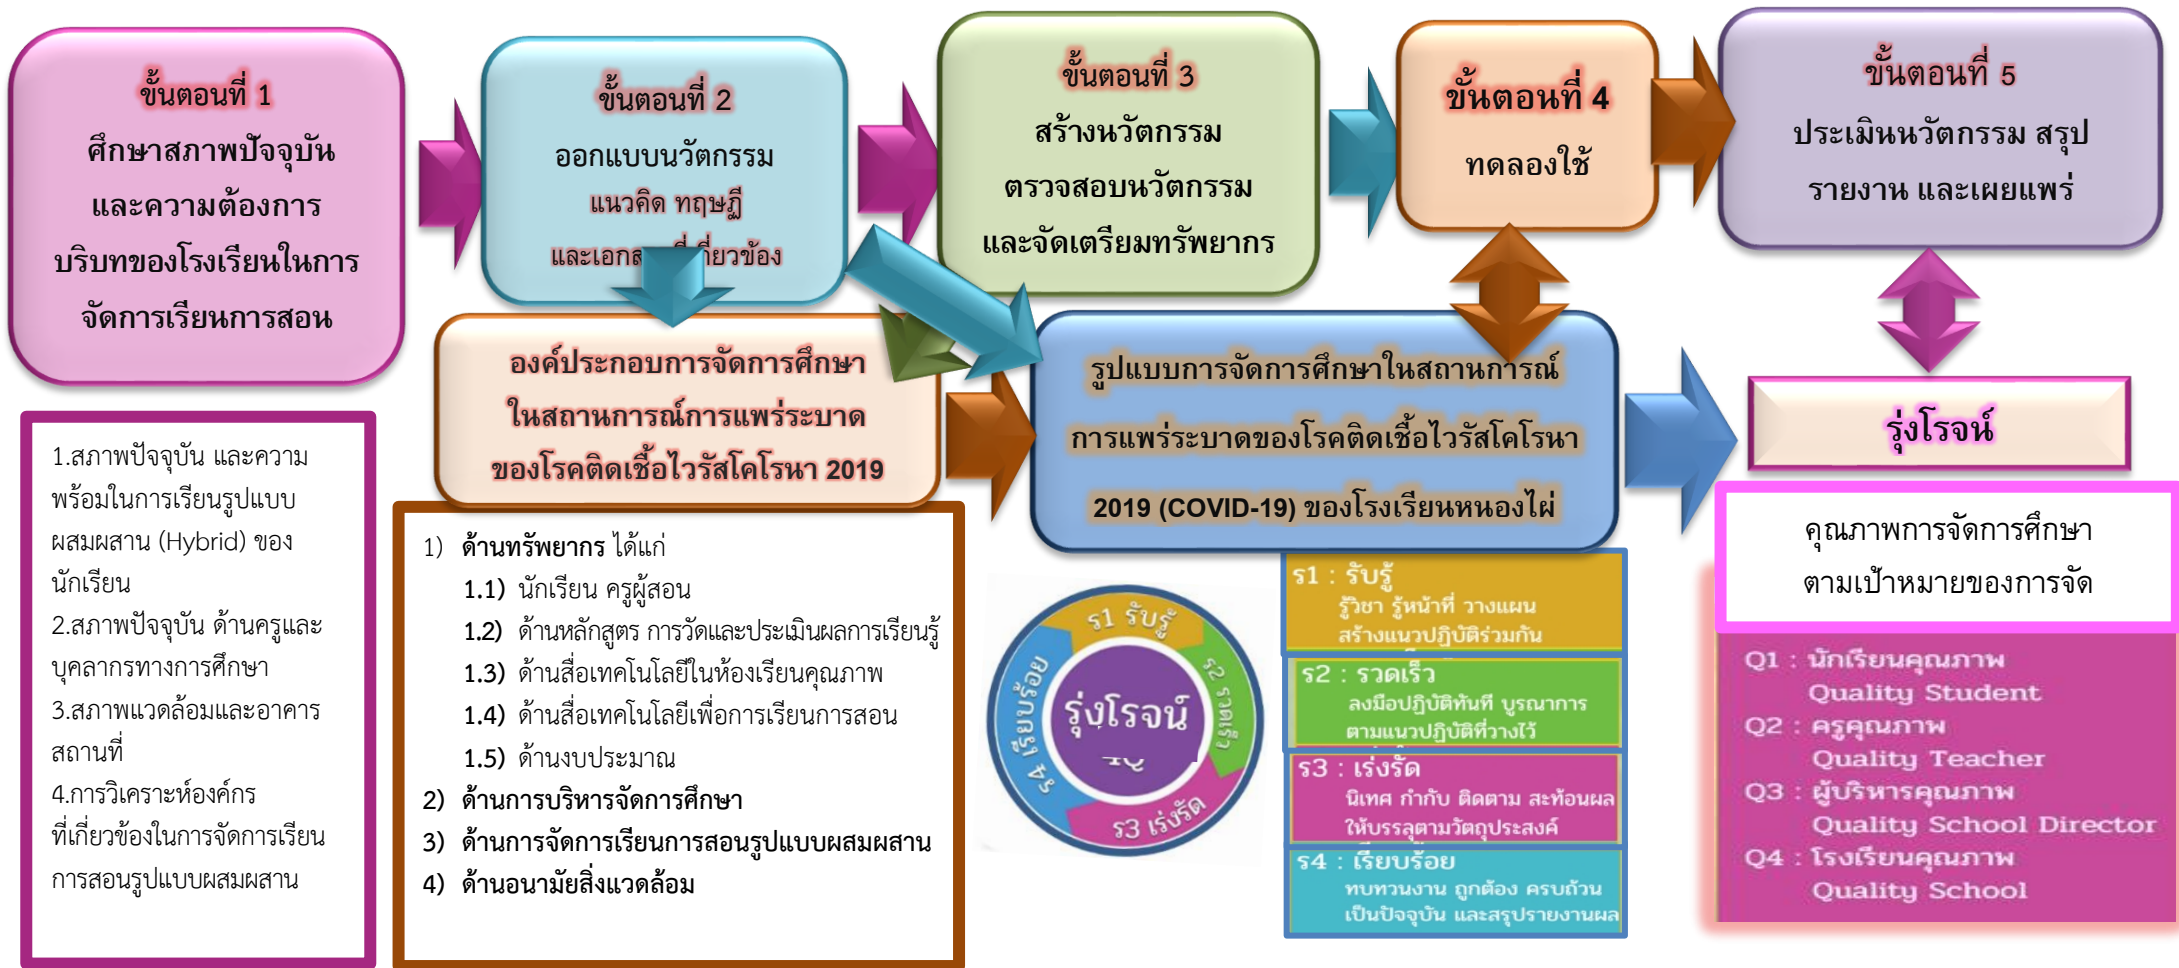 ขั้นตอนที่ 1
ศึกษาสภาพปัจจุบัน
และความต้องการ
บริบทของโรงเรียนในการ
จัดการเรียนการสอน
ขั้นตอนที่ 2
ออกแบบนวัตกรรม
แนวคิด ทฤษฎี
ขั้นตอนที่ 3
สร้างนวัตกรรม
ตรวจสอบนวัตกรรม
และจัดเตรียมทรัพยากร
ขั้นตอนที่ 4
ทดลองใช้
ขั้นตอนที่ 5
ประเมินนวัตกรรม สรุป
รายงาน และเผยแพร่
องค์ประกอบการจัดการศึกษา
ในสถานการณ์การแพร่ระบาด
ของโรคติดเชื้อไวรัสโคโรนา 2019
รูปแบบการจัดการศึกษาในสถานการณ์
การแพร่ระบาดของโรคติดเชื้อไวรัสโคโรนา
2019 (COVID-19) ของโรงเรียนหนองไผ่
รุ่งโรจน์
1.สภาพปัจจุบัน และความ
พร้อมในการเรียนรูปแบบ
ผสมผสาน (Hybrid) ของ
นักเรียน
2.สภาพปัจจุบัน ด้านครูและ
บุคลากรทางการศึกษา
3.สภาพแวดล้อมและอาคาร
สถานที่
4.การวิเคราะห์องค์กร
ที่เกี่ยวข้องในการจัดการเรียน
การสอนรูปแบบผสมผสาน
1) ด้านทรัพยากร ได้แก่
1.1) นักเรียน ครูผู้สอน
1.2) ด้านหลักสูตร การวัดและประเมินผลการเรียนรู้
1.3) ด้านสื่อเทคโนโลยีในห้องเรียนคุณภาพ
1.4) ด้านสื่อเทคโนโลยีเพื่อการเรียนการสอน
1.5) ด้านงบประมาณ
2) ด้านการบริหารจัดการศึกษา
3) ด้านการจัดการเรียนการสอนรูปแบบผสมผสาน
4) ด้านอนามัยสิ่งแวดล้อม
ร1 รับรู้
ร2 รวดเร็ว
ร3 เร่งรัด
ร4 เรียบร้อย
รุ่งโรจน์
ร1 : รับรู้
รู้วิชา รู้หน้าที่ วางแผน
สร้างแนวปฏิบัติร่วมกัน
ร2 : รวดเร็ว
ลงมือปฏิบัติทันที บูรณาการ
ตามแนวปฏิบัติที่วางไว้
ร3 : เร่งรัด
นิเทศ กำกับ ติดตาม สะท้อนผล
ให้บรรลุตามวัตถุประสงค์
ร4 : เรียบร้อย
ทบทวนงาน ถูกต้อง ครบถ้วน
เป็นปัจจุบัน และสรุปรายงานผล
คุณภาพการจัดการศึกษา
ตามเป้าหมายของการจัด
Q1 : นักเรียนคุณภาพ
Quality Student
Q2 : ครูคุณภาพ
Quality Teacher
Q3 : ผู้บริหารคุณภาพ
Quality School Director
Q4 : โรงเรียนคุณภาพ
Quality School